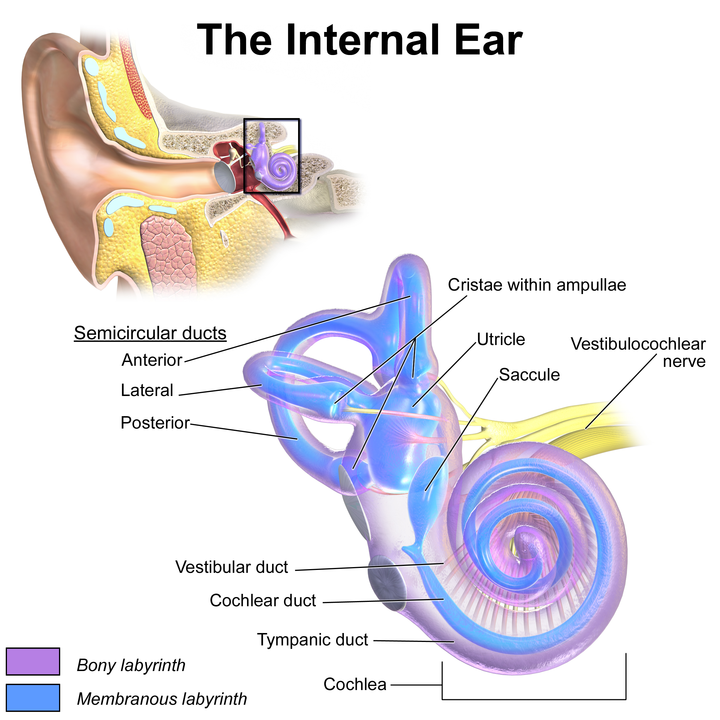 The Internal Ear
Cristae within ampullae
Semicircular ducts
Anterior
Lateral
Posterior
Utricle
Saccule
Vestibulocochlear
nerve
Vestibular duct
Cochlear duct
Tympanic duct
Cochlea
Bony labyrinth
Membranous labyrinth